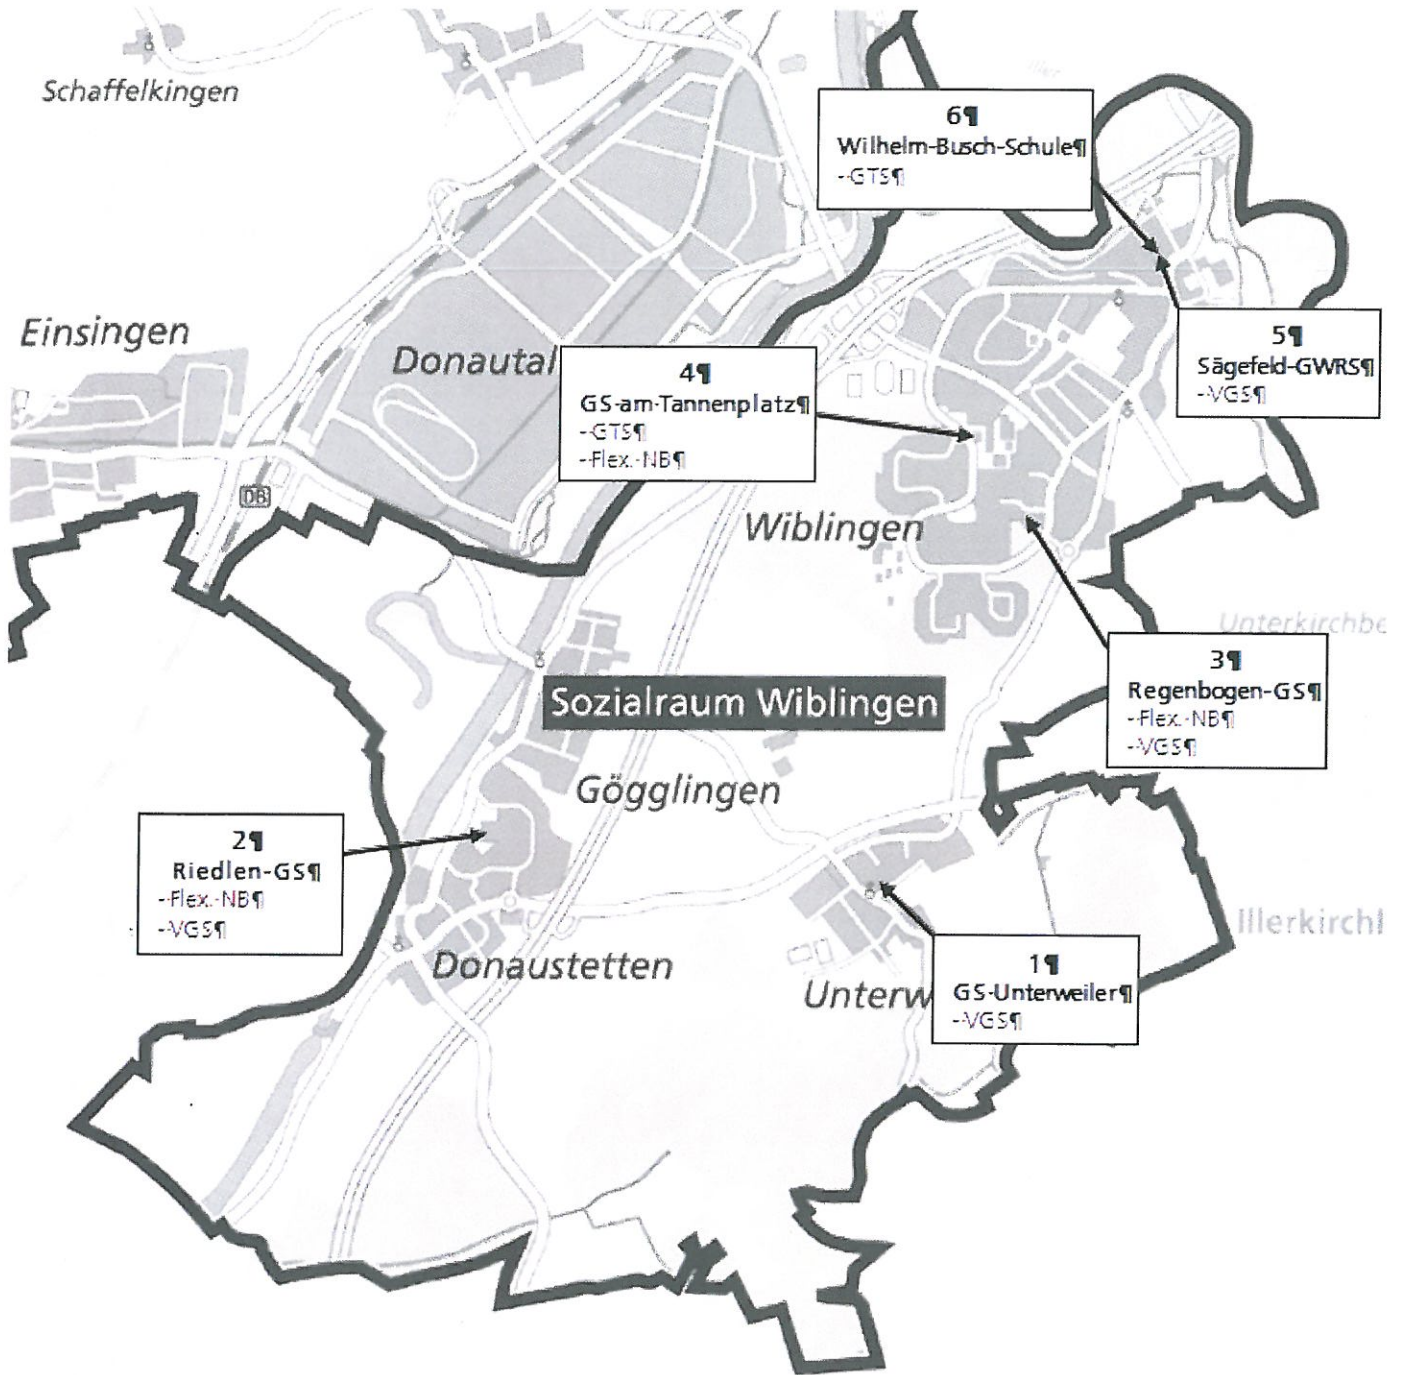 Schaffelkingen
6¶
Wilhelm-Busch-Schule¶
-·GTS¶
Einsingen
Donautal
4¶
GS·am·Tannenplatz¶
-·GTS¶
-·Flex.·NB¶
5¶
Sägefeld-GWRS¶
-·VGS¶
DB
Wiblingen
Unterkirchbe
3¶
Regenbogen-GS¶
-·Flex.·NB¶
-·VGS¶
Sozialraum Wiblingen
Gögglingen
2¶
Riedlen-GS¶
-·Flex.·NB¶
-·VGS¶
Illerkirchl
Donaustetten
Unterw
1¶
GS·Unterweiler¶
-·VGS¶